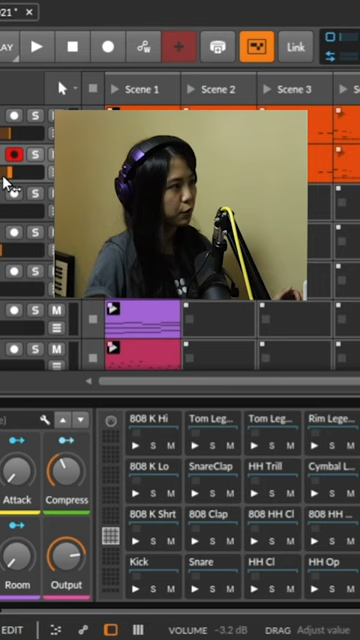 021 *
LAY
Link
Scene 1
Scene 2
Scene 3
S
S
S
S
S
S M
S M
808 K Hi
Tom Leg...
Tom Leg...
Rim Lege...
S M
S M
S M
S M
808 K Lo
SnareClap
HH Trill
Cymbal L...
S M
S M
S M
S M
Attack
Compress
808 K Shrt
808 Clap
808 HH Cl
808 HH ...
S M
S M
S M
S M
Kick
Snare
HH Cl
HH Op
Room
Output
S M
S M
S M
S M
EDIT
VOLUME
-3.2 dB
DRAG
Adjust value